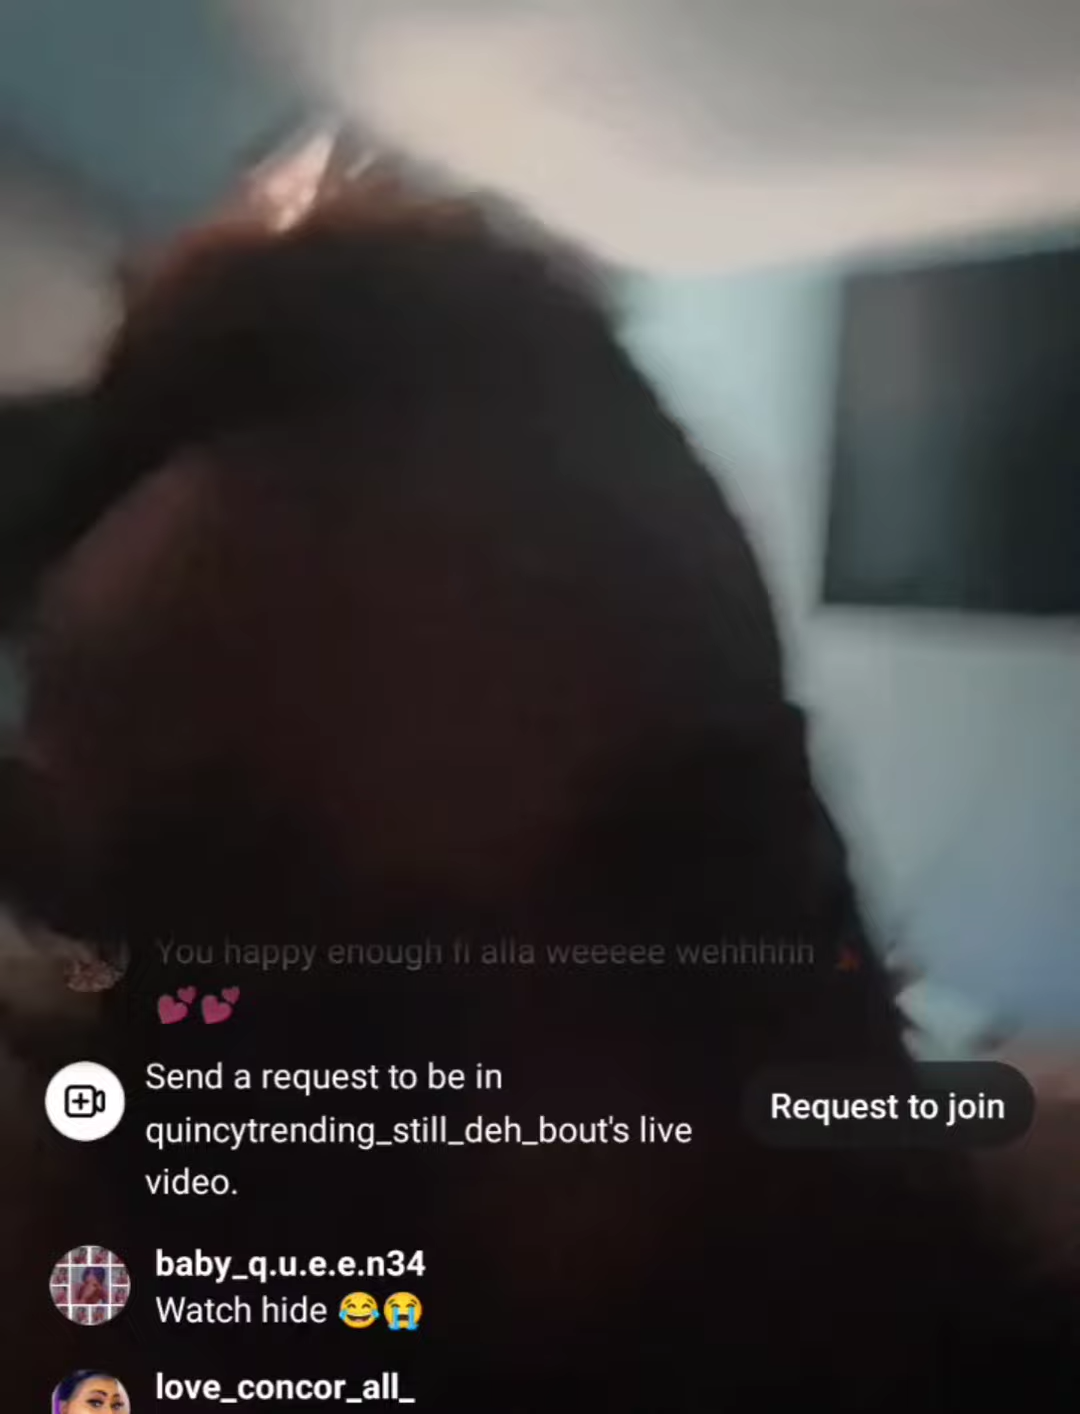 You happy enough fi alla weeeee wehhhhh 💥
💕💕
Send a request to be in
quincytrending_still_deh_bout's live
video.
Request to join
baby_q.u.e.e.n34
Watch hide 😂😭
love_concor_all_